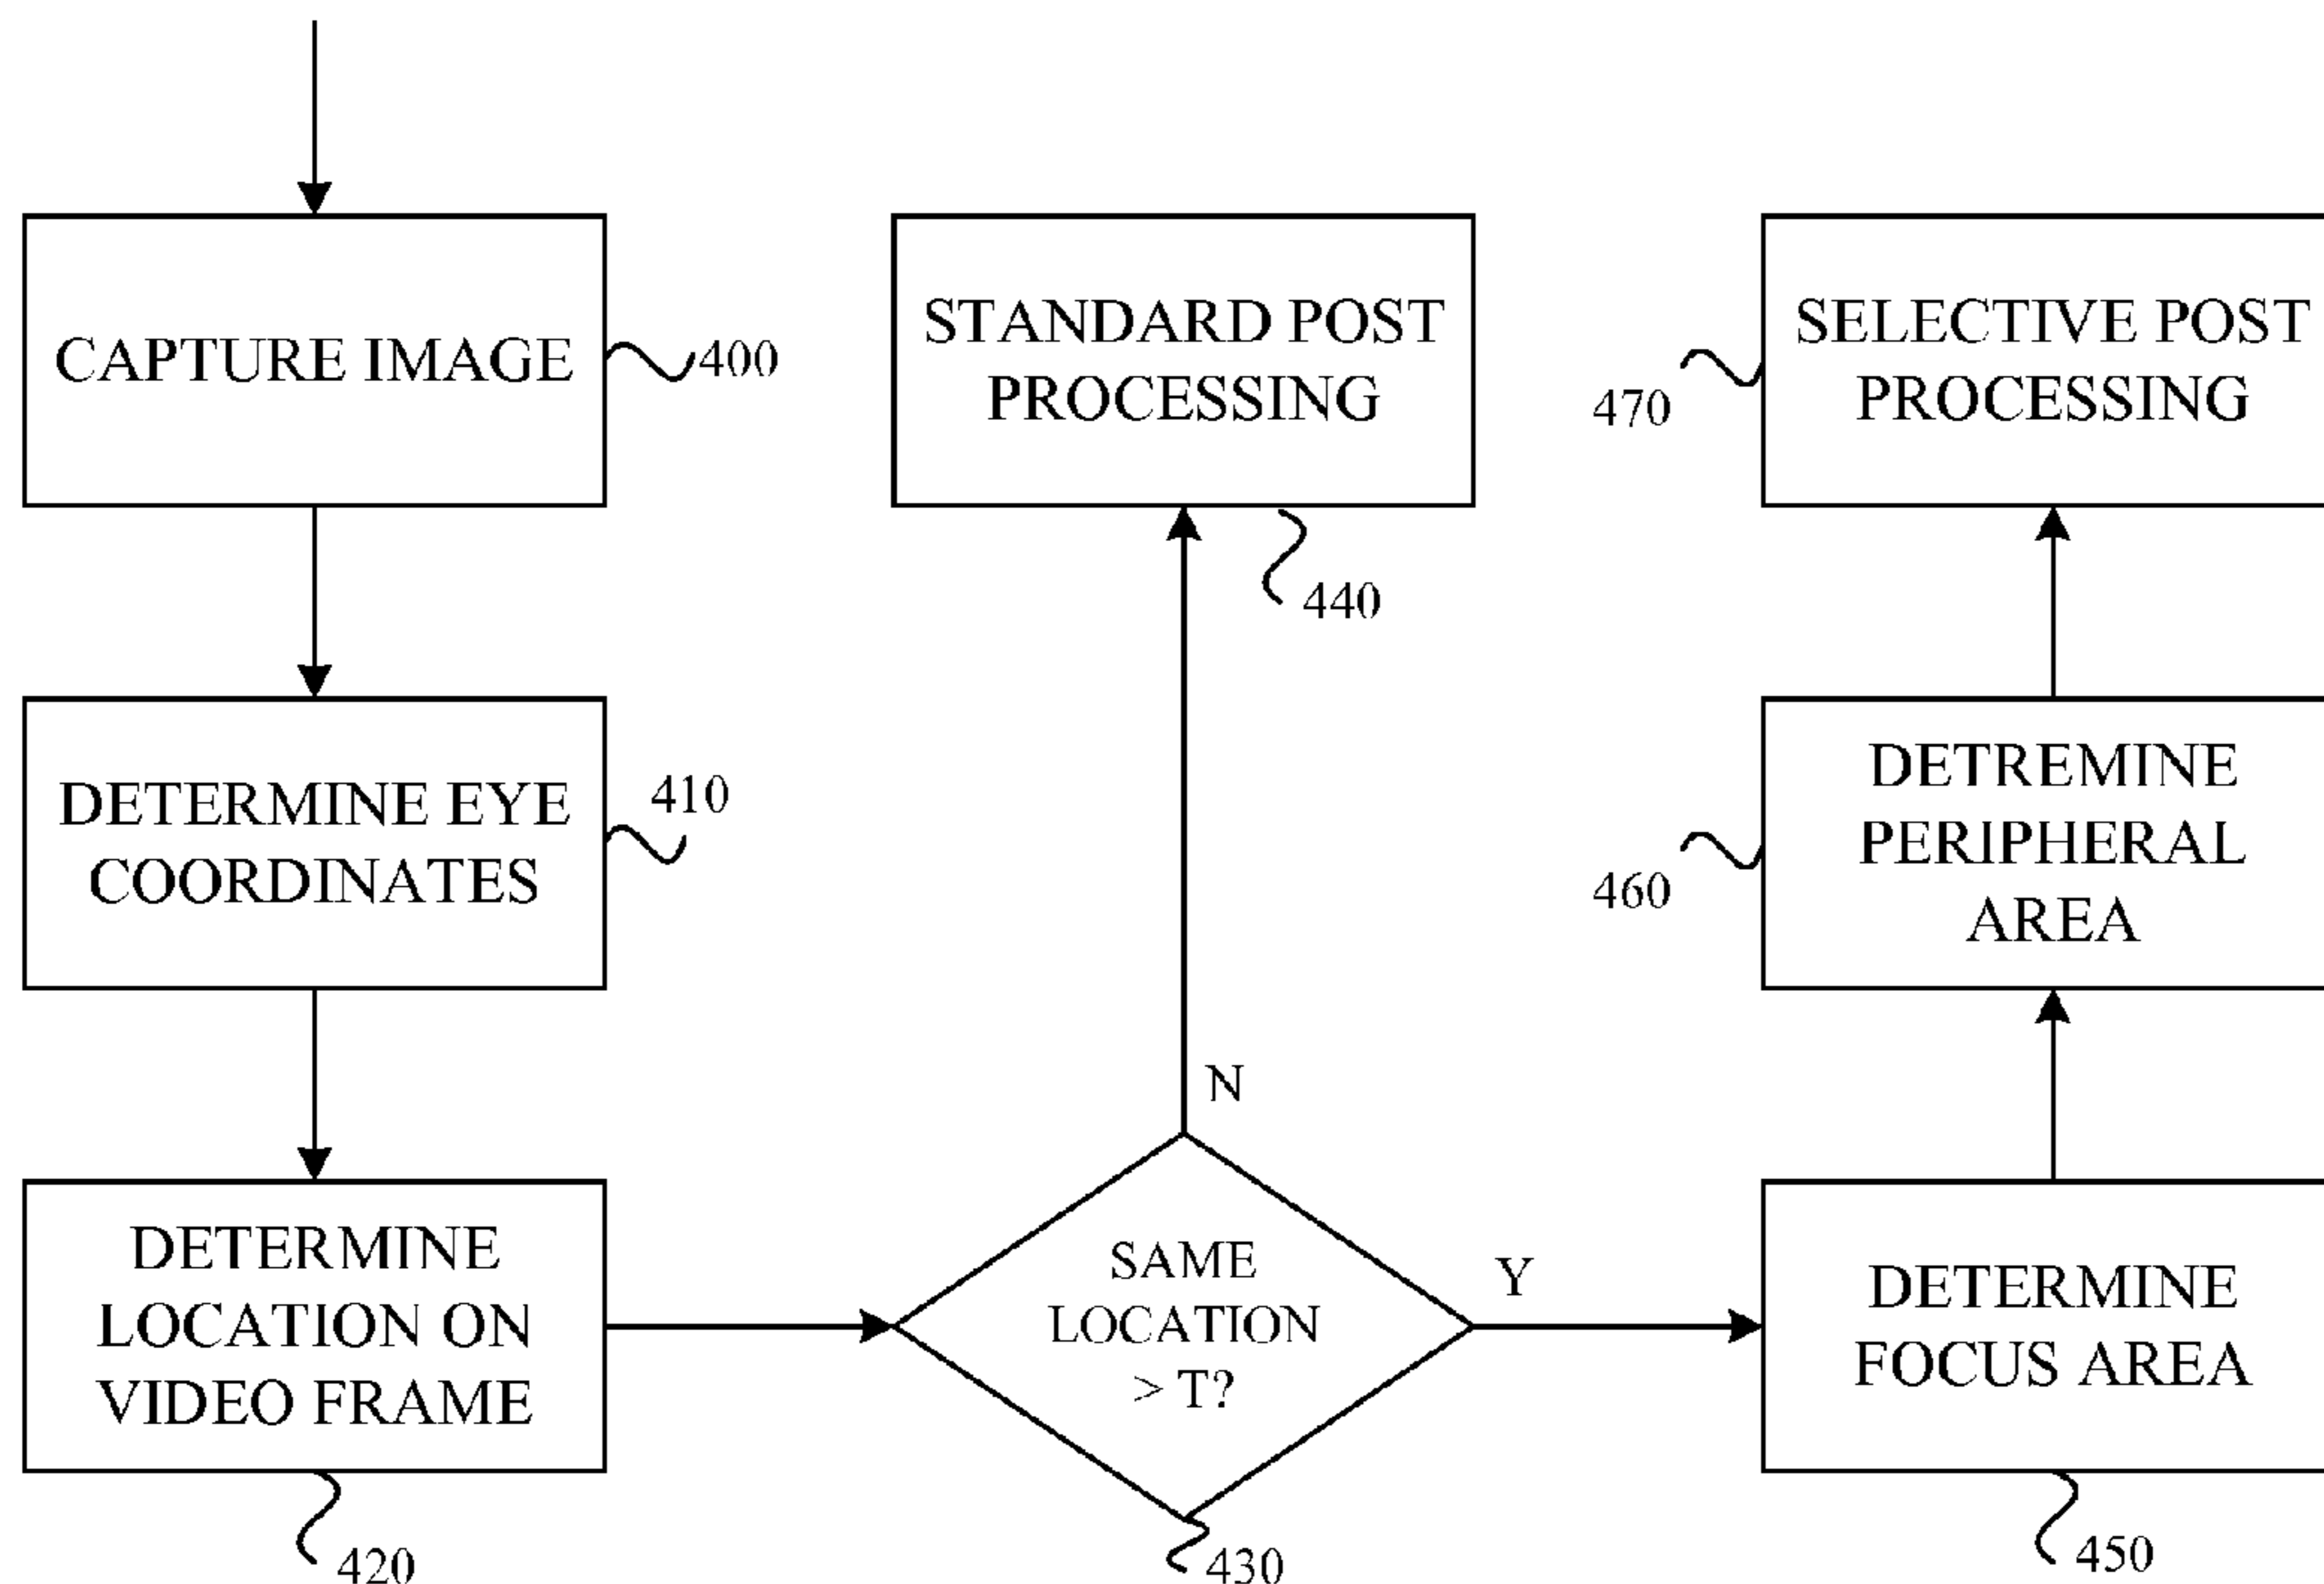 CAPTURE IMAGE
400
DETERMINE EYE
COORDINATES
410
DETERMINE
LOCATION ON
VIDEO FRAME
420
SAME
LOCATION
> T?
430
N
Y
STANDARD POST
PROCESSING
440
DETERMINE
FOCUS AREA
450
DETREMINE
PERIPHERAL
AREA
460
SELECTIVE POST
PROCESSING
470